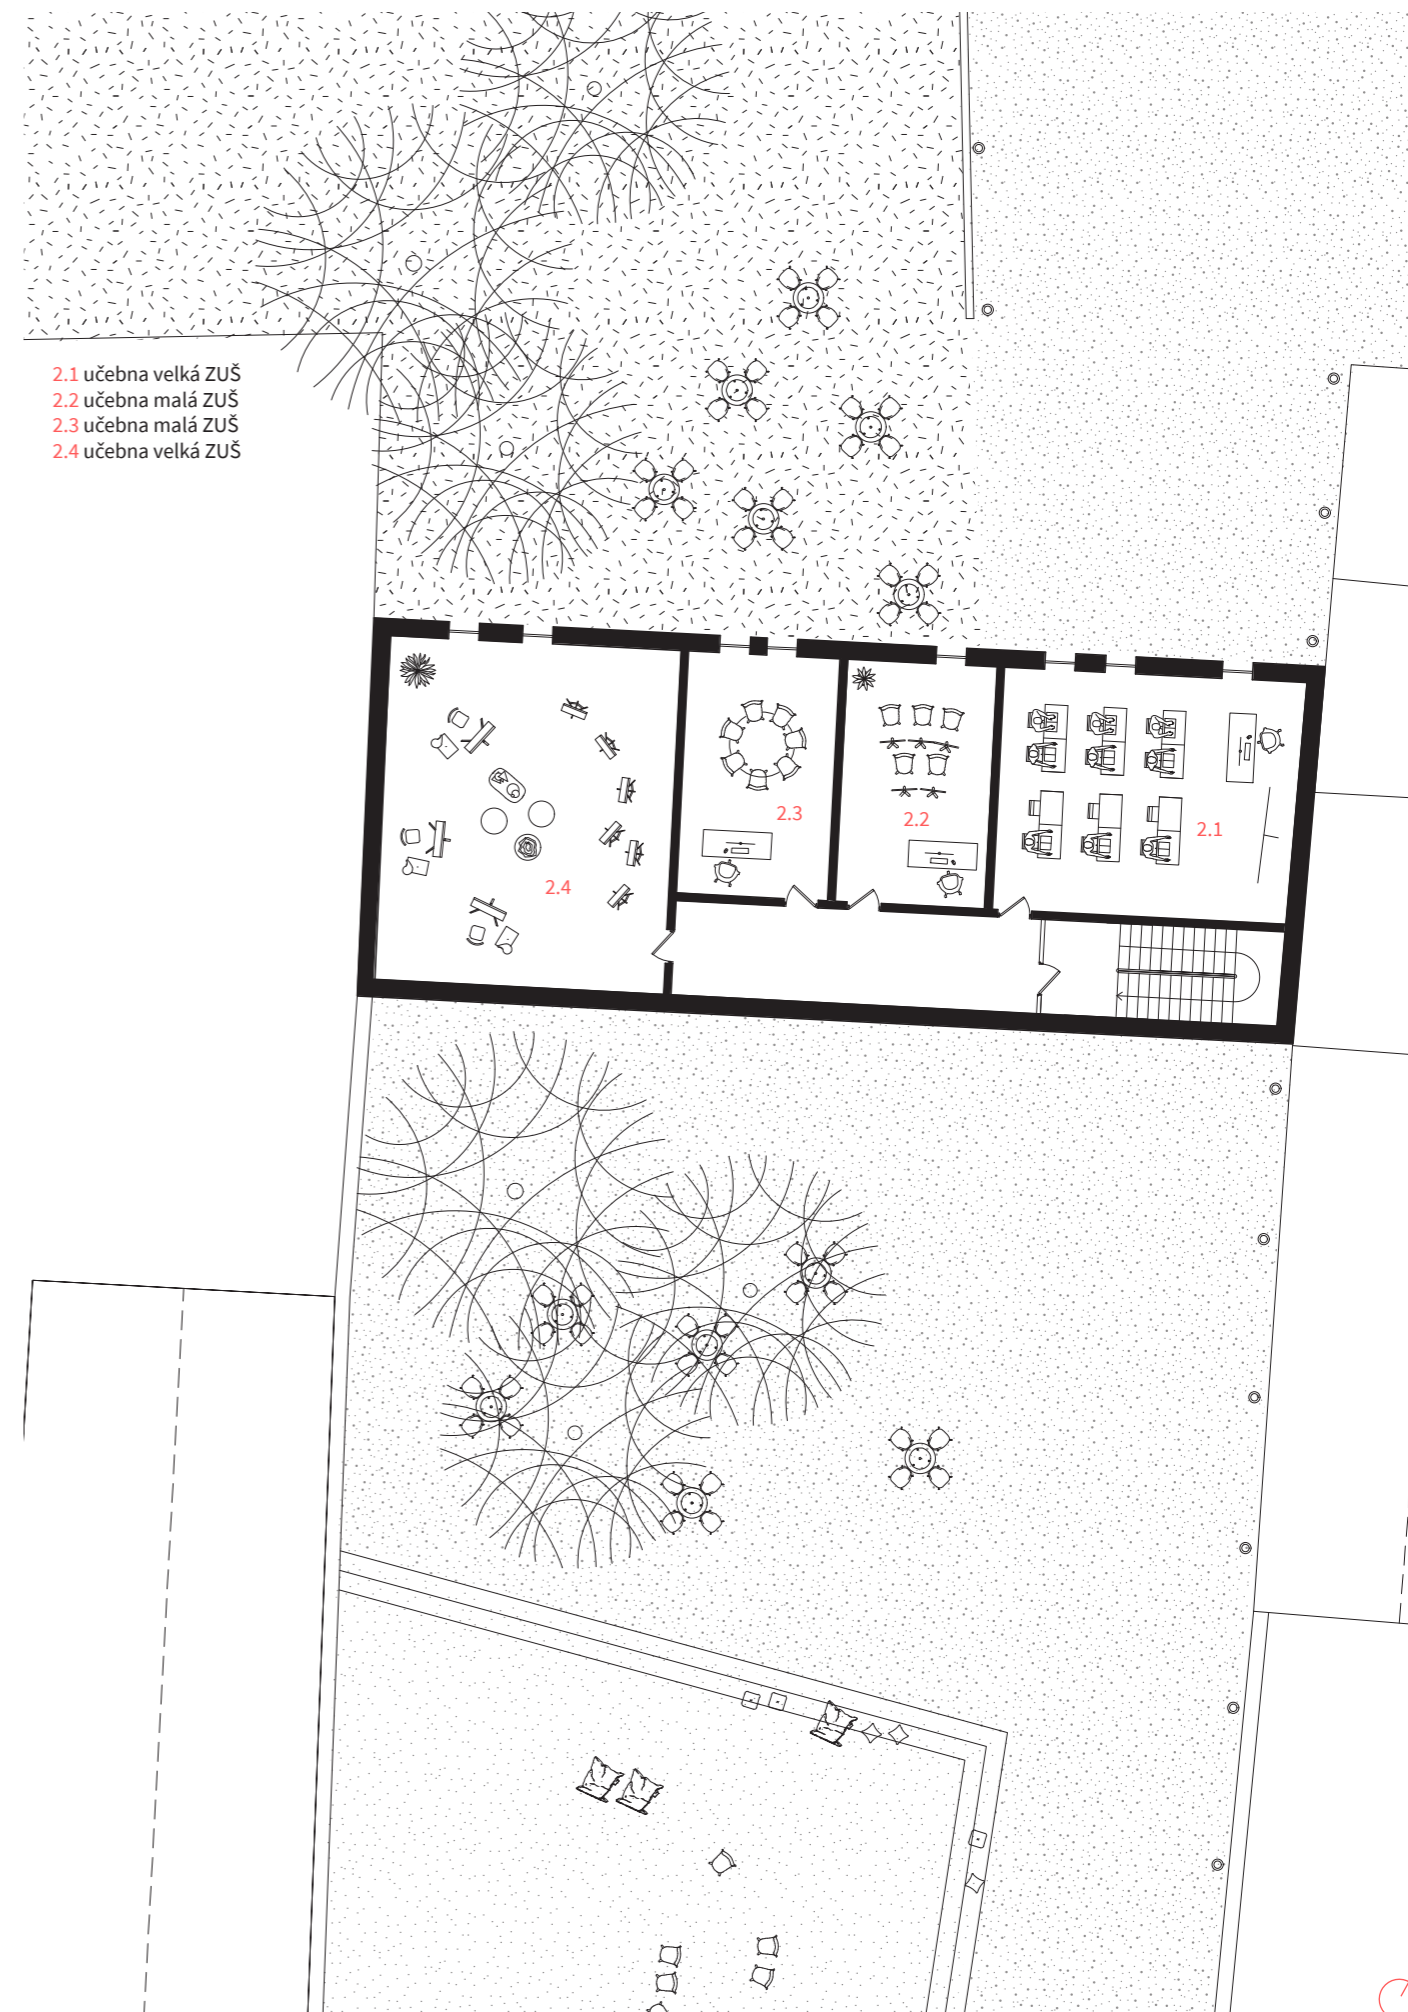 2.1 učebna velká ZUŠ
2.2 učebna malá ZUŠ
2.3 učebna malá ZUŠ
2.4 učebna velká ZUŠ
2.3
2.2
2.1
2.4